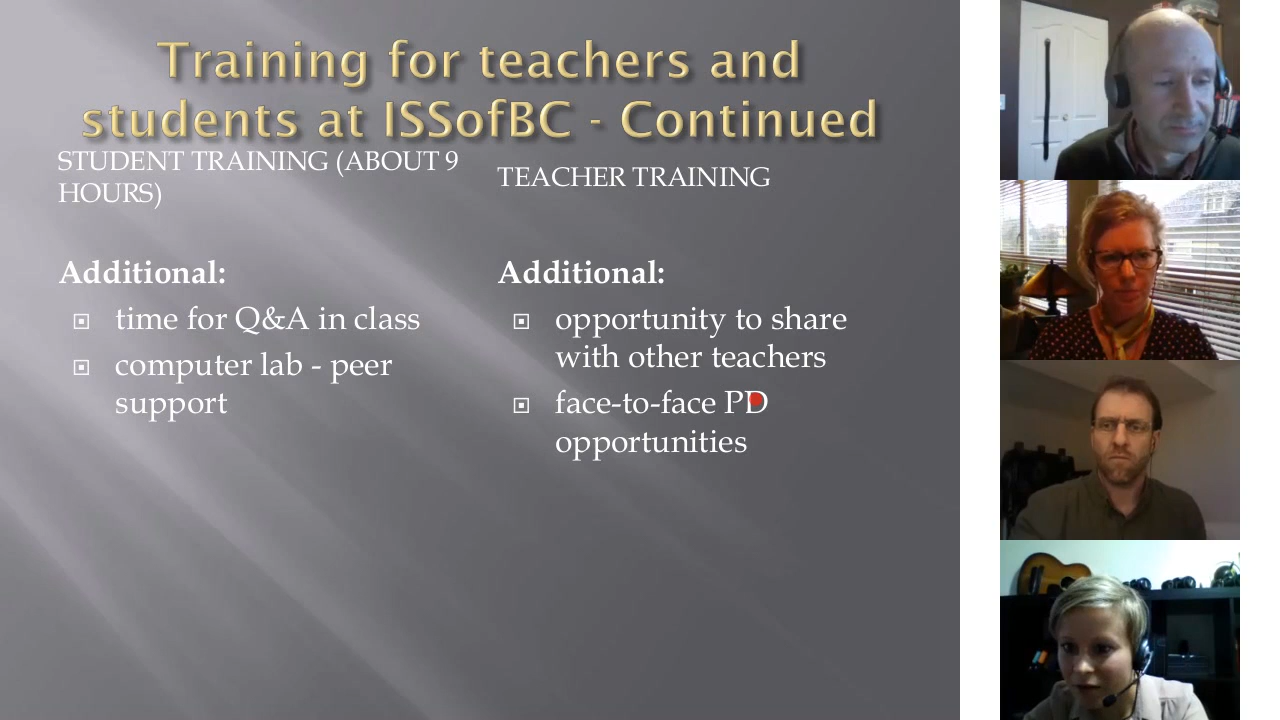 Training for teachers and
students at ISSofBC - Continued
STUDENT TRAINING (ABOUT 9
HOURS)
Additional:
time for Q&A in class
computer lab - peer
support
TEACHER TRAINING
Additional:
opportunity to share
with other teachers
face-to-face PD
opportunities